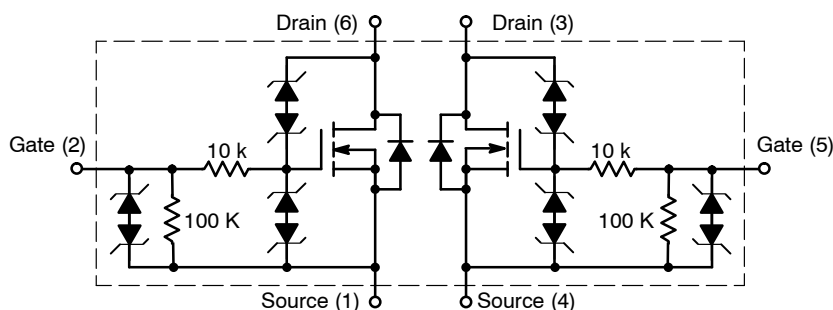 Drain (6)
Drain (3)
Gate (2)
10 k
10 k
Gate (5)
100 K
100 K
Source (1)
Source (4)